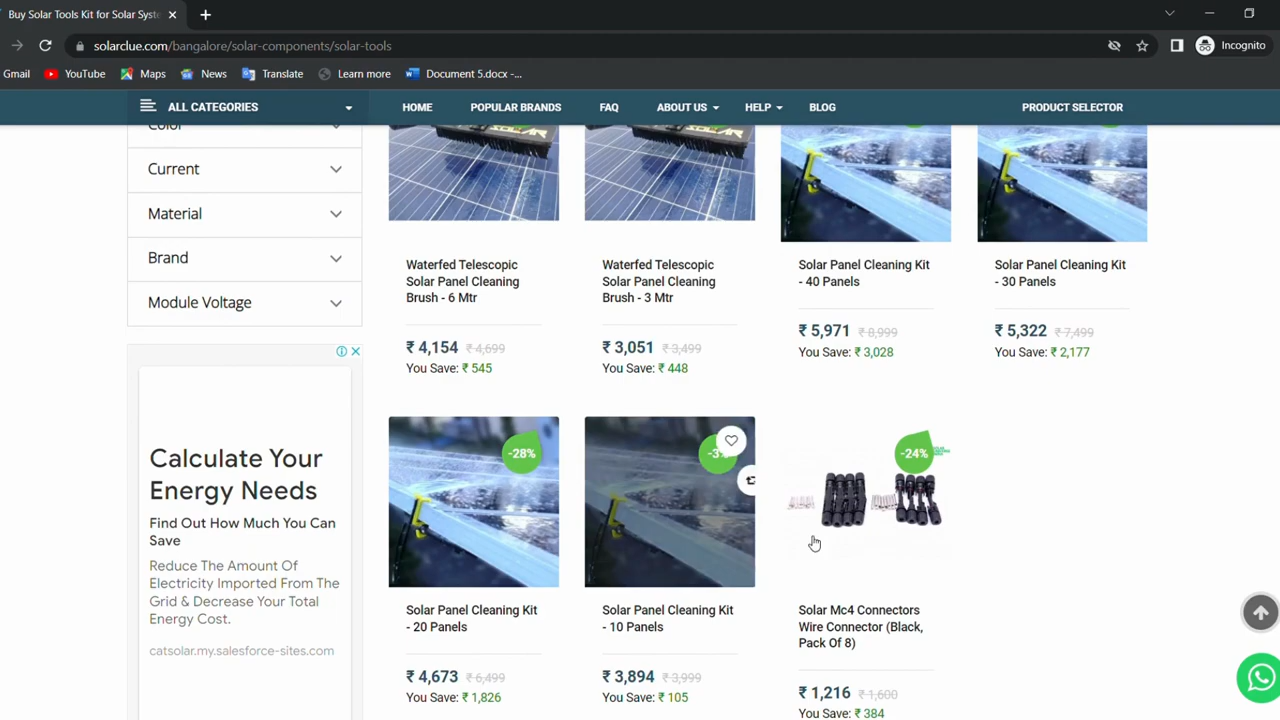 Buy Solar Tools Kit for Solar Syste
solarclue.com/bangalore/solar-components/solar-tools
Incognito
Gmail YouTube Maps News Translate Learn more Document 5.docx -...
ALL CATEGORIES HOME POPULAR BRANDS FAQ ABOUT US HELP BLOG PRODUCT SELECTOR
Color
Current
Material
Brand
Module Voltage
Calculate Your
Energy Needs
Find Out How Much You Can
Save
Reduce The Amount Of
Electricity Imported From The
Grid & Decrease Your Total
Energy Cost.
catsolar.my.salesforce-sites.com
SOLAR
Waterfed Telescopic
Solar Panel Cleaning
Brush - 6 Mtr
₹ 4,154 ₹ 4,699
You Save: ₹ 545
Waterfed Telescopic
Solar Panel Cleaning
Brush - 3 Mtr
₹ 3,051 ₹ 3,499
You Save: ₹ 448
Solar Panel Cleaning Kit
- 40 Panels
₹ 5,971 ₹ 8,999
You Save: ₹ 3,028
Solar Panel Cleaning Kit
- 30 Panels
₹ 5,322 ₹ 7,499
You Save: ₹ 2,177
-28%
Solar Panel Cleaning Kit
- 20 Panels
₹ 4,673 ₹ 6,499
You Save: ₹ 1,826
-3%
Solar Panel Cleaning Kit
- 10 Panels
₹ 3,894 ₹ 3,999
You Save: ₹ 105
-24%
Solar Mc4 Connectors
Wire Connector (Black,
Pack Of 8)
₹ 1,216 ₹ 1,600
You Save: ₹ 384